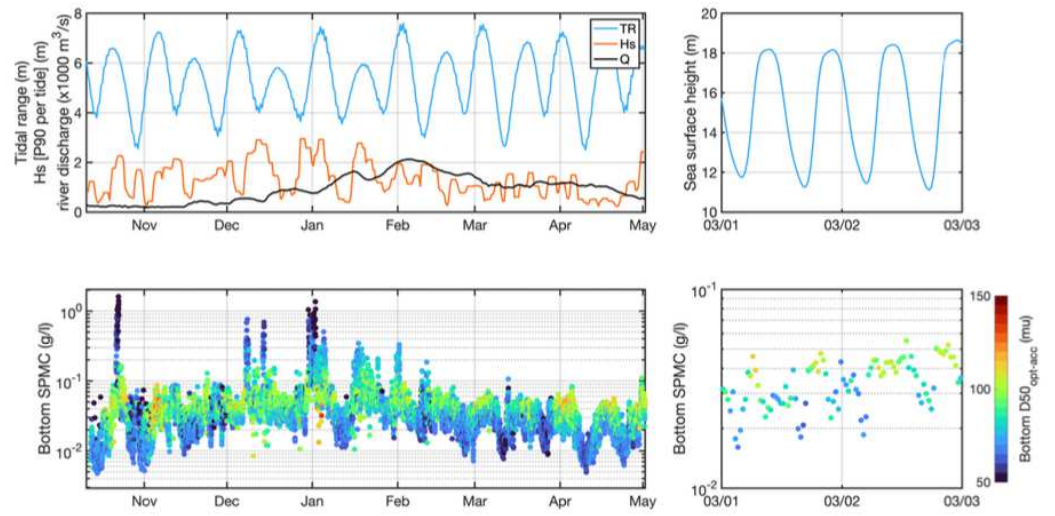 Tidal range (m)
Hs [P90 per tide] (m)
river discharge (x1000 m³/s)
8
6
4
2
0
TR
Hs
Q
Nov
Dec
Jan
Feb
Mar
Apr
May
Sea surface height (m)
20
18
16
14
12
10
03/01
03/02
03/03
Bottom SPMC (g/l)
10⁰
10⁻¹
10⁻²
Nov
Dec
Jan
Feb
Mar
Apr
May
Bottom SPMC (g/l)
10⁻¹
10⁻²
03/01
03/02
03/03
150
100
50
Bottom D50opt-acc (mu)